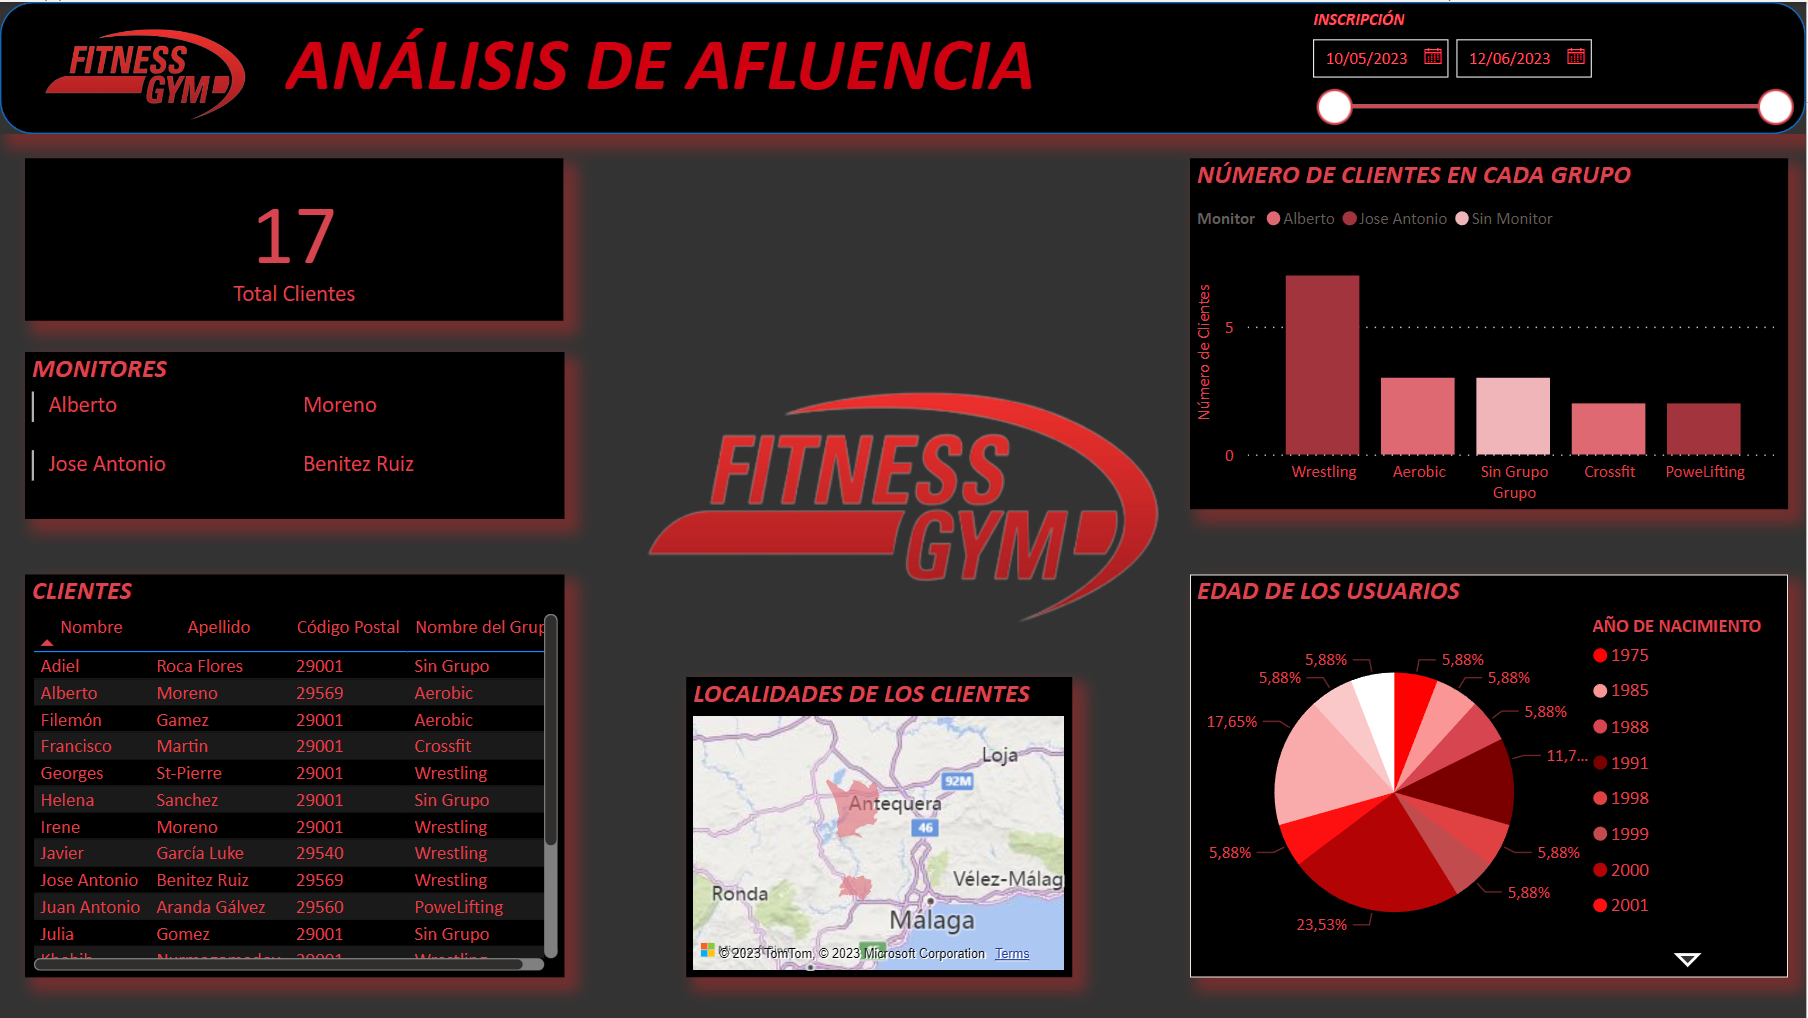 FITNESS
GYM
ANÁLISIS DE AFLUENCIA
INSCRIPCIÓN
10/05/2023 12/06/2023
17
Total Clientes
MONITORES
Alberto Moreno
Jose Antonio Benitez Ruiz
CLIENTES
Nombre Apellido Código Postal Nombre del Grup
Adiel Roca Flores 29001 Sin Grupo
Alberto Moreno 29569 Aerobic
Filemón Gamez 29001 Aerobic
Francisco Martin 29001 Crossfit
Georges St-Pierre 29001 Wrestling
Helena Sanchez 29001 Sin Grupo
Irene Moreno 29001 Wrestling
Javier García Luke 29540 Wrestling
Jose Antonio Benitez Ruiz 29569 Wrestling
Juan Antonio Aranda Gálvez 29560 PoweLifting
Julia Gomez 29001 Sin Grupo
FITNESS
GYM
LOCALIDADES DE LOS CLIENTES
Loja
92M
Antequera
46
Vélez-Málag
Ronda
Málaga
© 2023 TomTom, © 2023 Microsoft Corporation Terms
NÚMERO DE CLIENTES EN CADA GRUPO
Monitor Alberto Jose Antonio Sin Monitor
Número de Clientes
5
0
Wrestling Aerobic Sin Grupo Crossfit PoweLifting
Grupo
EDAD DE LOS USUARIOS
AÑO DE NACIMIENTO
1975
1985
1988
1991
1998
1999
2000
2001
5,88%
5,88%
5,88%
11,7...
5,88%
5,88%
23,53%
5,88%
17,65%
5,88%
5,88%